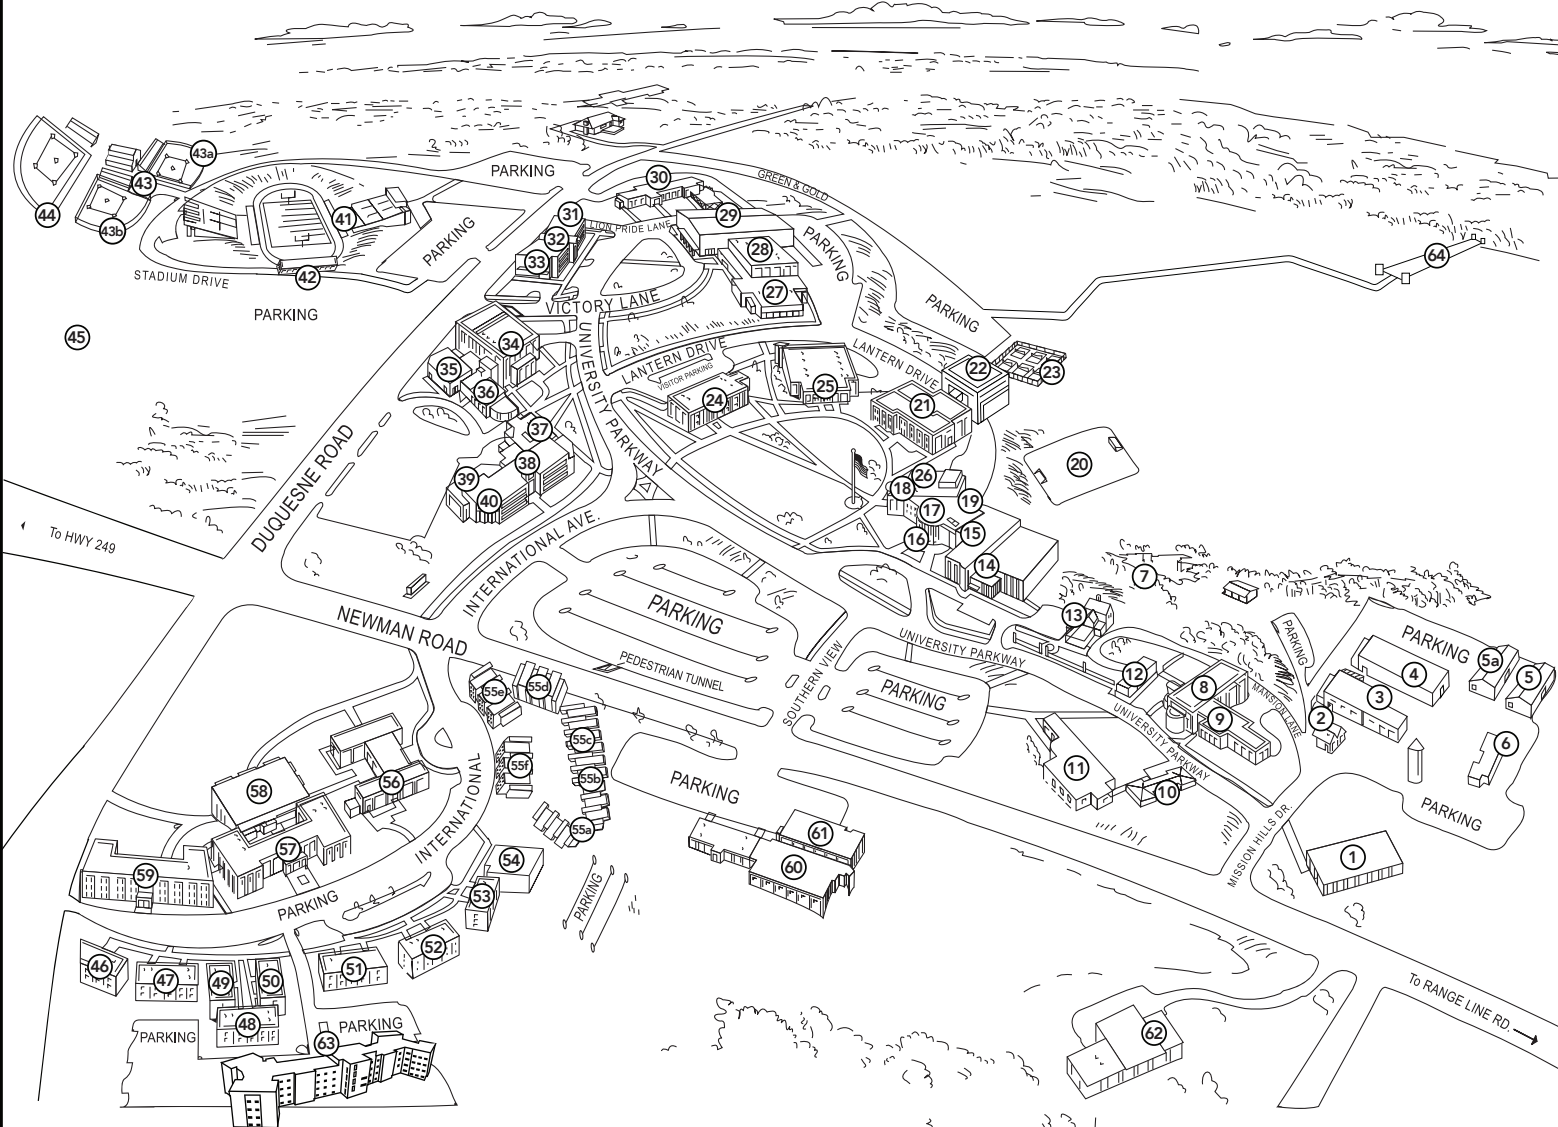 PARKING
GREEN & GOLD
43a
30
43
44
43b
41
31
LION PRIDE LANE
29
32
PARKING
28
PARKING
33
64
STADIUM DRIVE
42
27
VICTORY LANE
PARKING
PARKING
45
34
UNIVERSITY PARKWAY
LANTERN DRIVE
LANTERN DRIVE
35
VISITOR PARKING
22
23
36
25
24
21
37
38
20
39
26
18
40
19
17
DUQUESNE ROAD
INTERNATIONAL AVE.
To HWY 249
16
15
14
7
PARKING
NEWMAN ROAD
13
PARKING
PARKING
UNIVERSITY PARKWAY
PEDESTRIAN TUNNEL
SOUTHERN VIEW
5a
4
5
12
55e
55d
PARKING
8
MANSION LANE
3
9
2
UNIVERSITY PARKWAY
55c
6
11
55f
55b
56
58
PARKING
10
INTERNATIONAL
PARKING
55a
61
MISSION HILLS DR.
57
54
60
1
59
53
PARKING
PARKING
52
46
47
49
50
51
To RANGE LINE RD.
48
PARKING
PARKING
63
62